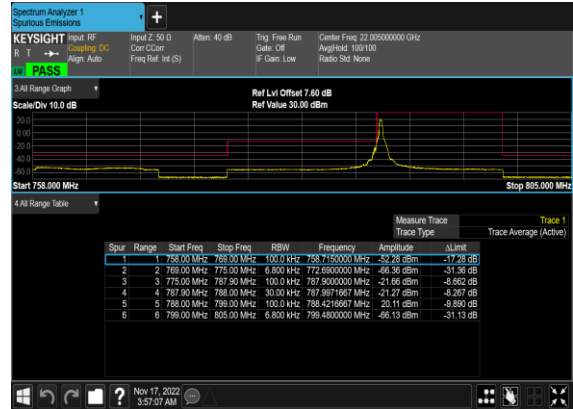 Spectrum Analyzer 1
Spurious Emissions
KEYSIGHT Input: RF Input Z: 50 Ω Atten: 40 dB Trig: Free Run Center Freq: 22.005000000 GHz
R T Coupling: DC Corr CCorr Gate: Off Avg|Hold: 100/100
Align: Auto Freq Ref: Int (S) IF Gain: Low Radio Std: None
PASS
3 All Range Graph
Ref Lvl Offset 7.60 dB
Scale/Div 10.0 dB Ref Value 30.00 dBm
20.0
0.00
-20.0
-40.0
-60.0
Start 758.000 MHz Stop 805.000 MHz
4 All Range Table
Measure Trace Trace 1
Trace Type Trace Average (Active)
Spur Range Start Freq Stop Freq RBW Frequency Amplitude ΔLimit
1 1 758.00 MHz 769.00 MHz 100.0 kHz 758.7150000 MHz -52.28 dBm -17.28 dB
2 2 769.00 MHz 775.00 MHz 6.800 kHz 772.6900000 MHz -66.36 dBm -31.36 dB
3 3 775.00 MHz 787.90 MHz 100.0 kHz 787.9000000 MHz -21.66 dBm -8.662 dB
4 4 787.90 MHz 788.00 MHz 30.00 kHz 787.9971667 MHz -21.27 dBm -8.267 dB
5 5 788.00 MHz 799.00 MHz 100.0 kHz 788.4216667 MHz 20.11 dBm -9.890 dB
6 6 799.00 MHz 805.00 MHz 6.800 kHz 799.4800000 MHz -66.13 dBm -31.13 dB
Nov 17, 2022
3:57:07 AM